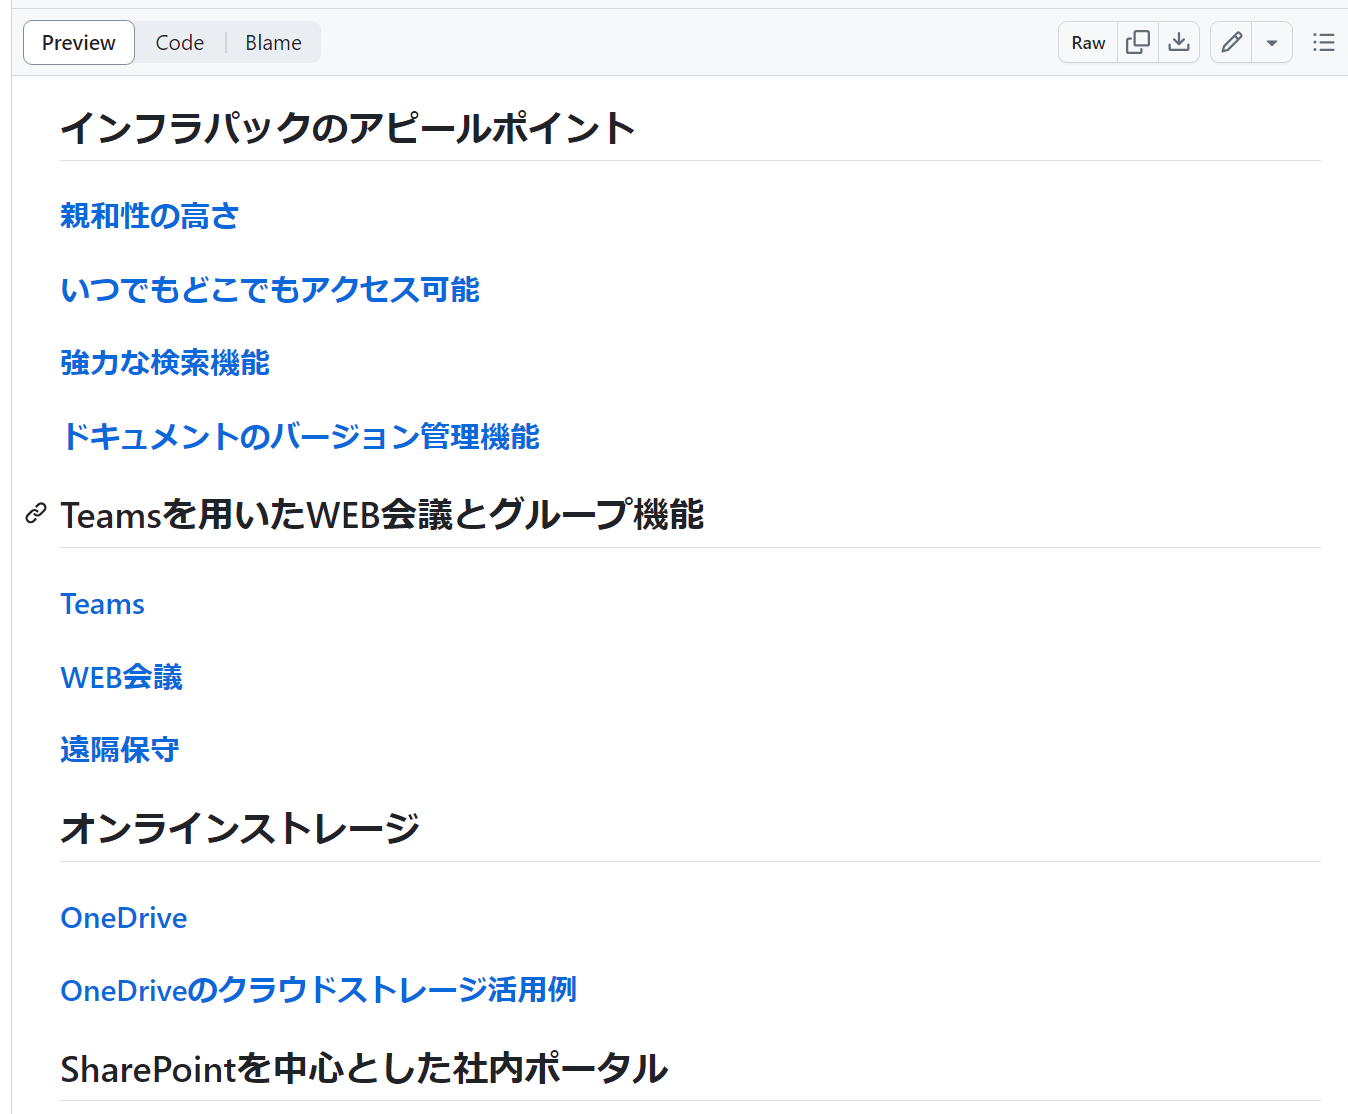 Preview Code Blame Raw
インフラパックのアピールポイント
親和性の高さ
いつでもどこでもアクセス可能
強力な検索機能
ドキュメントのバージョン管理機能
Teamsを用いたWEB会議とグループ機能
Teams
WEB会議
遠隔保守
オンラインストレージ
OneDrive
OneDriveのクラウドストレージ活用例
SharePointを中心とした社内ポータル